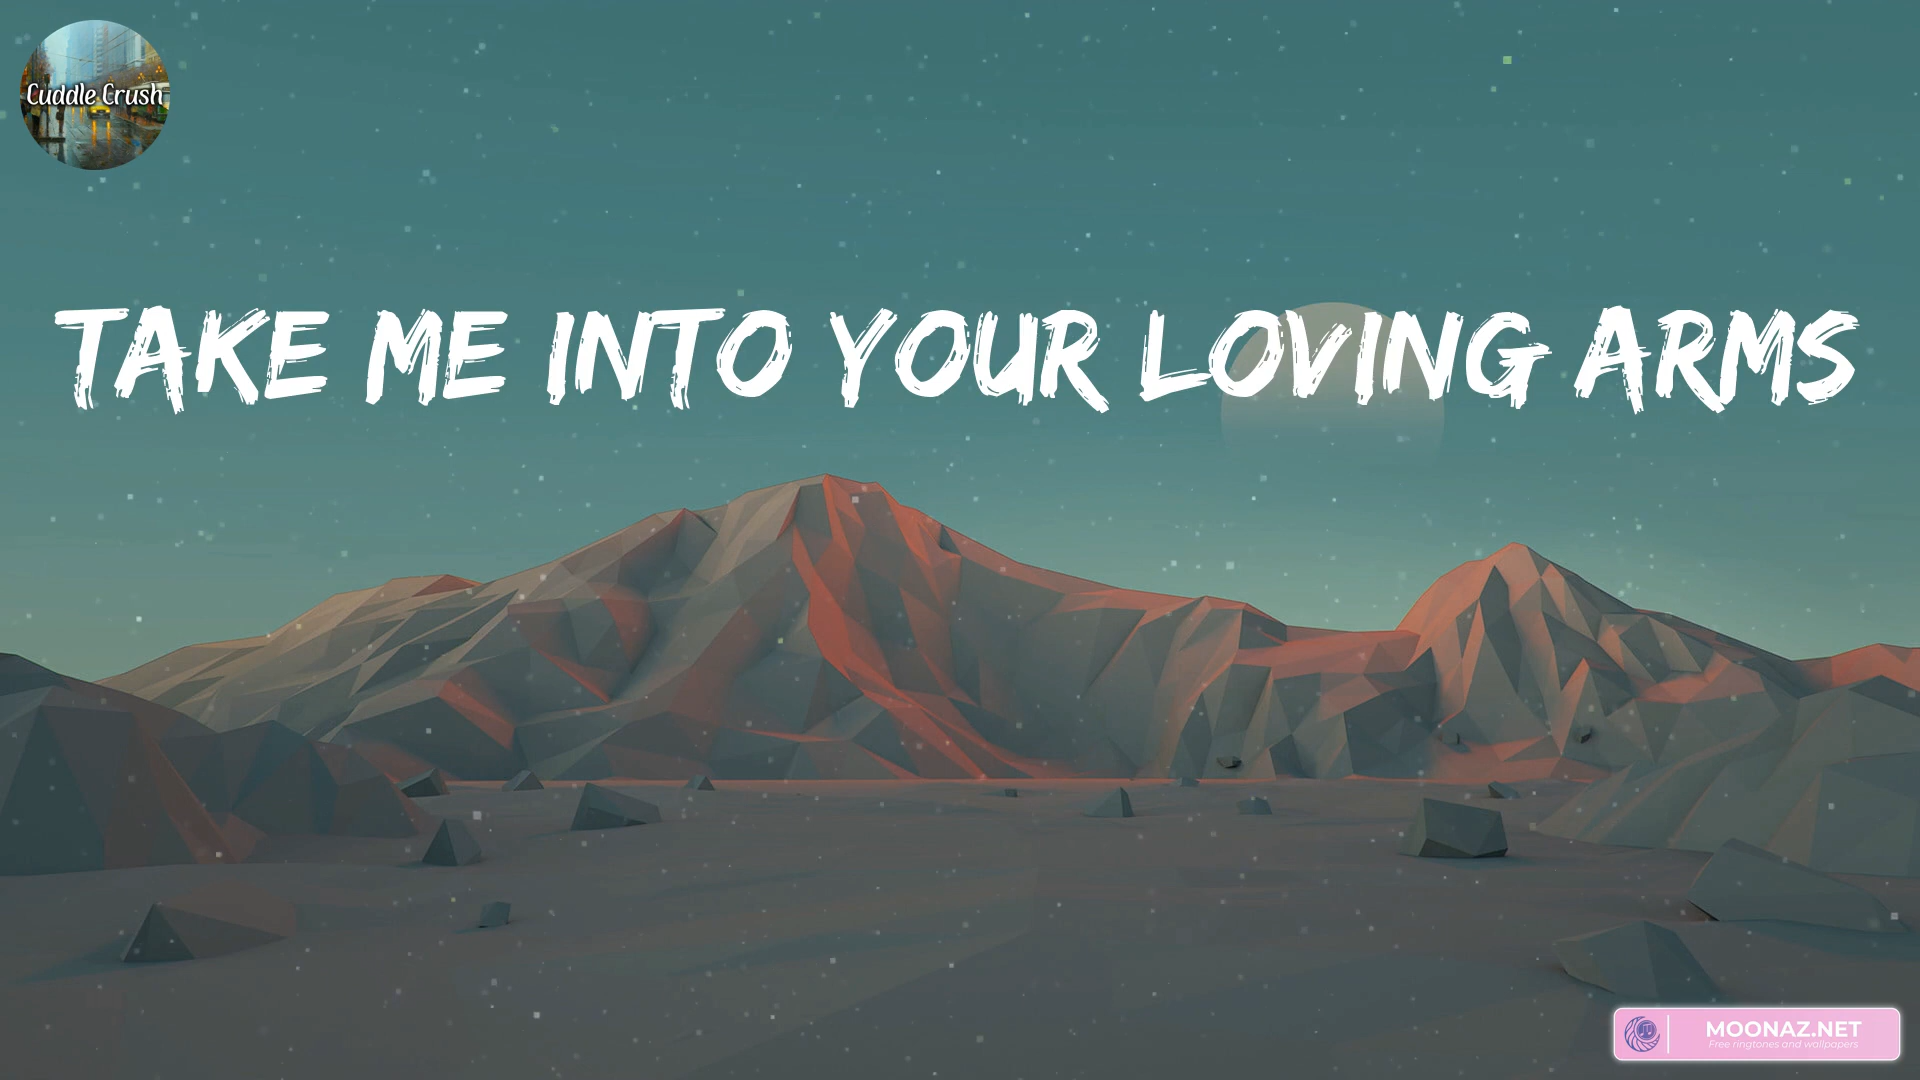 Cuddle Crush
TAKE ME INTO YOUR LOVING ARMS
MOONAZ.NET
Free ringtones and wallpapers